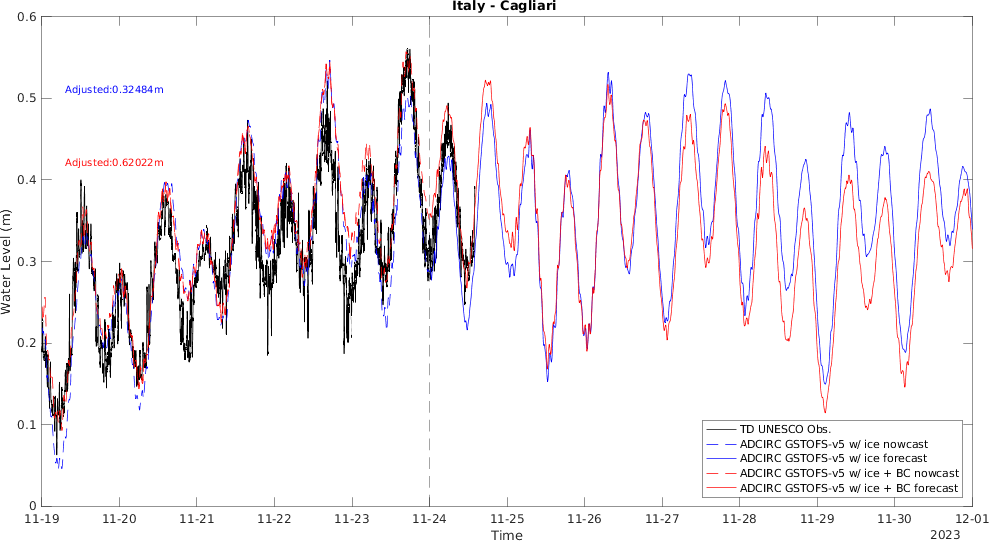 Italy - Cagliari
Water Level (m)
0.6
0.5
0.4
0.3
0.2
0.1
0
Adjusted:0.32484m
Adjusted:0.62022m
TD UNESCO Obs.
ADCIRC GSTOFS-v5 w/ ice nowcast
ADCIRC GSTOFS-v5 w/ ice forecast
ADCIRC GSTOFS-v5 w/ ice + BC nowcast
ADCIRC GSTOFS-v5 w/ ice + BC forecast
11-19 11-20 11-21 11-22 11-23 11-24 11-25 11-26 11-27 11-28 11-29 11-30 12-01
Time
2023